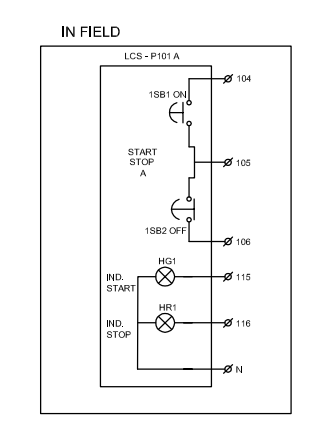 IN FIELD
LCS - P101 A
104
1SB1 ON
START
STOP
A
105
1SB2 OFF
106
HG1
IND.
START
115
HR1
IND.
STOP
116
N